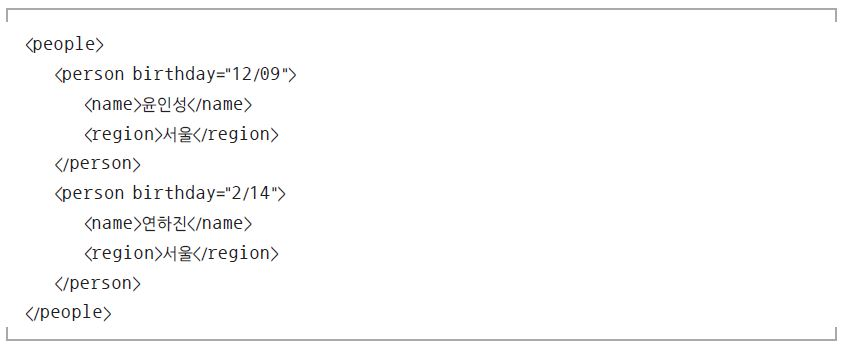 <people>
<person birthday="12/09">
<name>윤인성</name>
<region>서울</region>
</person>
<person birthday="2/14">
<name>연하진</name>
<region>서울</region>
</person>
</people>